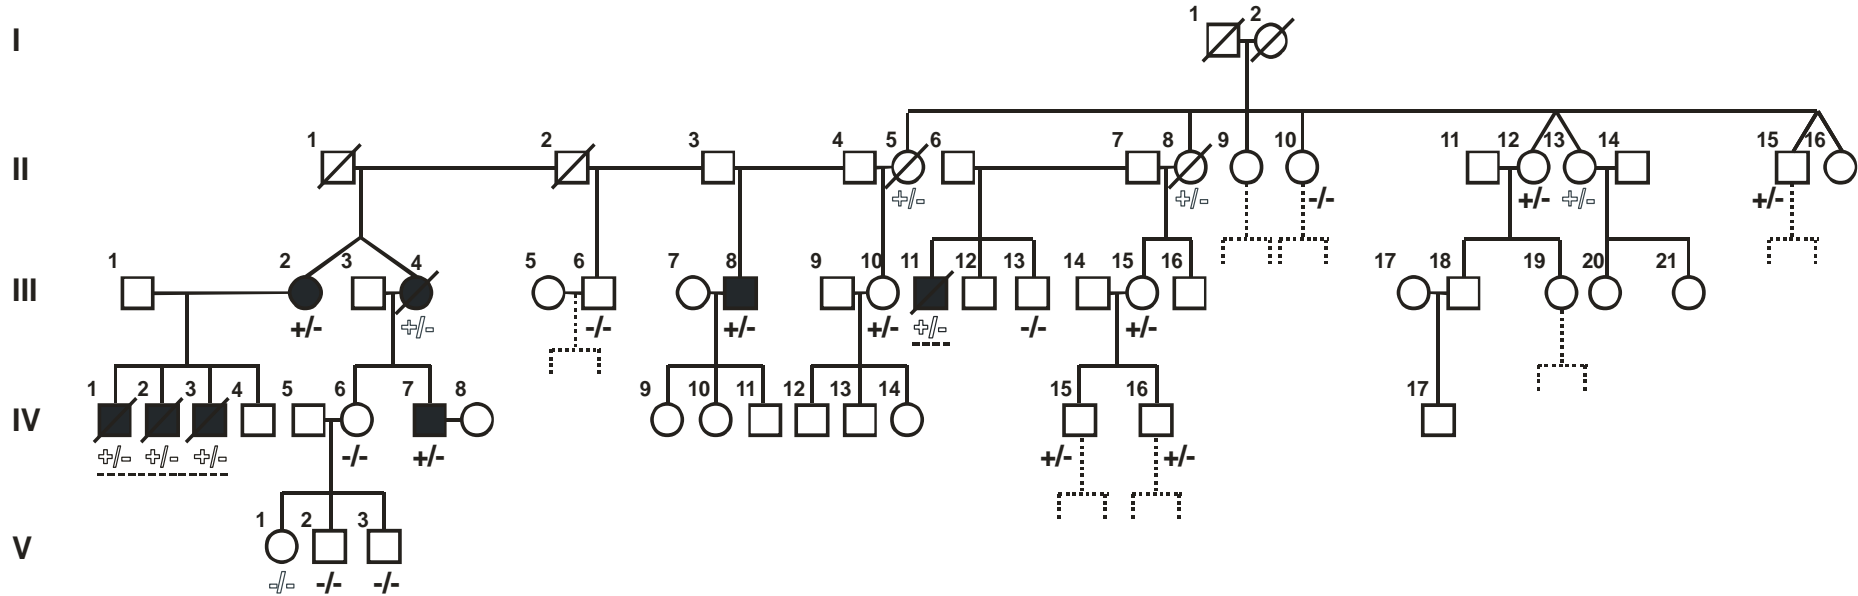 I 1 2
II 1 2 3 4 5 6 7 8 9 10 11 12 13 14 15 16
+/- +/- -/- +/- +/- +/-
III 1 2 3 4 5 6 7 8 9 10 11 12 13 14 15 16 17 18 19 20 21
+/- +/- -/- +/- +/- +/- -/- +/-
IV 1 2 3 4 5 6 7 8 9 10 11 12 13 14 15 16 17
+/- +/- +/- -/- +/- +/- +/-
V 1 2 3
-/- -/- -/-